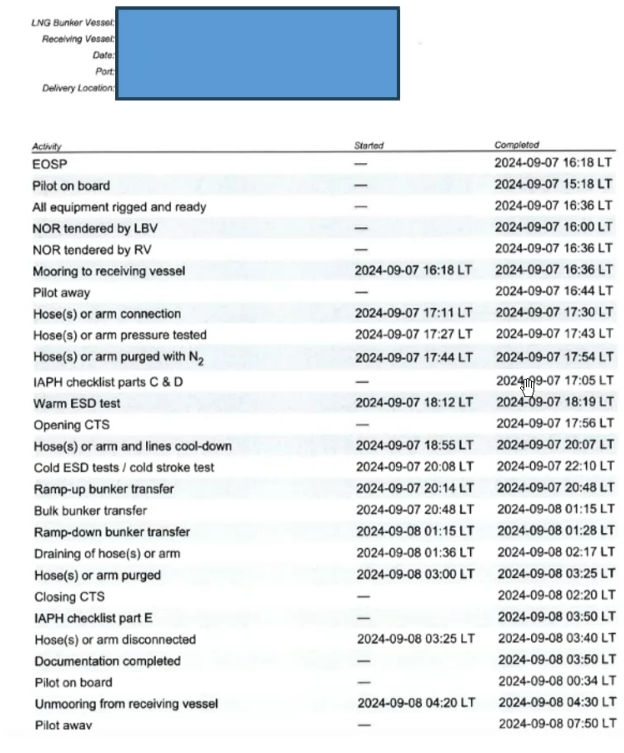 LNG Bunker Vessel:
Receiving Vessel:
Date:
Port:
Delivery Location:
Activity Started Completed
EOSP — 2024-09-07 16:18 LT
Pilot on board — 2024-09-07 15:18 LT
All equipment rigged and ready — 2024-09-07 16:36 LT
NOR tendered by LBV — 2024-09-07 16:00 LT
NOR tendered by RV — 2024-09-07 16:36 LT
Mooring to receiving vessel 2024-09-07 16:18 LT 2024-09-07 16:36 LT
Pilot away — 2024-09-07 16:44 LT
Hose(s) or arm connection 2024-09-07 17:11 LT 2024-09-07 17:30 LT
Hose(s) or arm pressure tested 2024-09-07 17:27 LT 2024-09-07 17:43 LT
Hose(s) or arm purged with N2 2024-09-07 17:44 LT 2024-09-07 17:54 LT
IAPH checklist parts C & D — 2024-09-07 17:05 LT
Warm ESD test 2024-09-07 18:12 LT 2024-09-07 18:19 LT
Opening CTS — 2024-09-07 17:56 LT
Hose(s) or arm and lines cool-down 2024-09-07 18:55 LT 2024-09-07 20:07 LT
Cold ESD tests / cold stroke test 2024-09-07 20:08 LT 2024-09-07 22:10 LT
Ramp-up bunker transfer 2024-09-07 20:14 LT 2024-09-07 20:48 LT
Bulk bunker transfer 2024-09-07 20:48 LT 2024-09-08 01:15 LT
Ramp-down bunker transfer 2024-09-08 01:15 LT 2024-09-08 01:28 LT
Draining of hose(s) or arm 2024-09-08 01:36 LT 2024-09-08 02:17 LT
Hose(s) or arm purged 2024-09-08 03:00 LT 2024-09-08 03:25 LT
Closing CTS — 2024-09-08 02:20 LT
IAPH checklist part E — 2024-09-08 03:50 LT
Hose(s) or arm disconnected 2024-09-08 03:25 LT 2024-09-08 03:40 LT
Documentation completed — 2024-09-08 03:50 LT
Pilot on board — 2024-09-08 00:34 LT
Unmooring from receiving vessel 2024-09-08 04:20 LT 2024-09-08 04:30 LT
Pilot away — 2024-09-08 07:50 LT